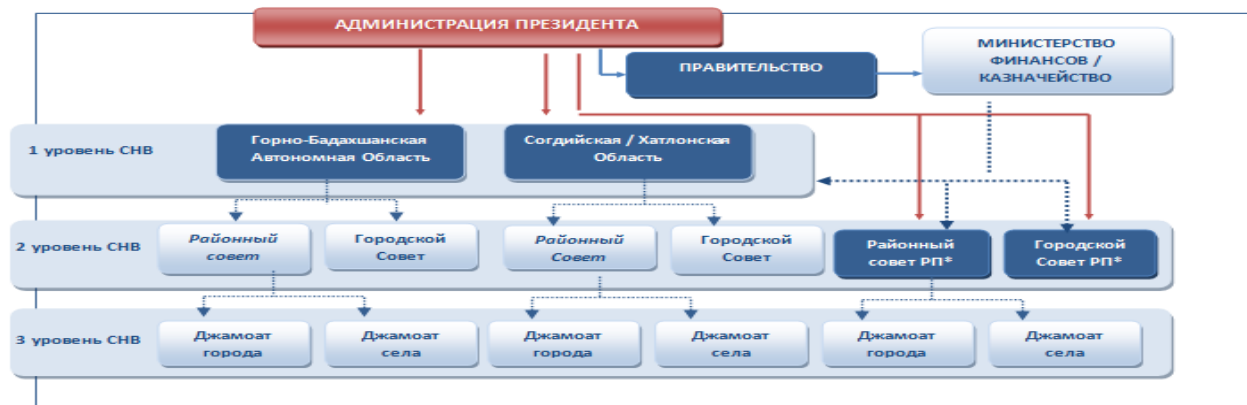 АДМИНИСТРАЦИЯ ПРЕЗИДЕНТА
ПРАВИТЕЛЬСТВО
МИНИСТЕРСТВО
ФИНАНСОВ /
КАЗНАЧЕЙСТВО
1 уровень СНВ
Горно-Бадахшанская
Автономная Область
Согдийская / Хатлонская
Область
2 уровень СНВ
Районный
совет
Городской
Совет
Районный
Совет
Городской
Совет
Районный
совет РП*
Городской
Совет РП*
3 уровень СНВ
Джамоат
города
Джамоат
села
Джамоат
города
Джамоат
села
Джамоат
города
Джамоат
села